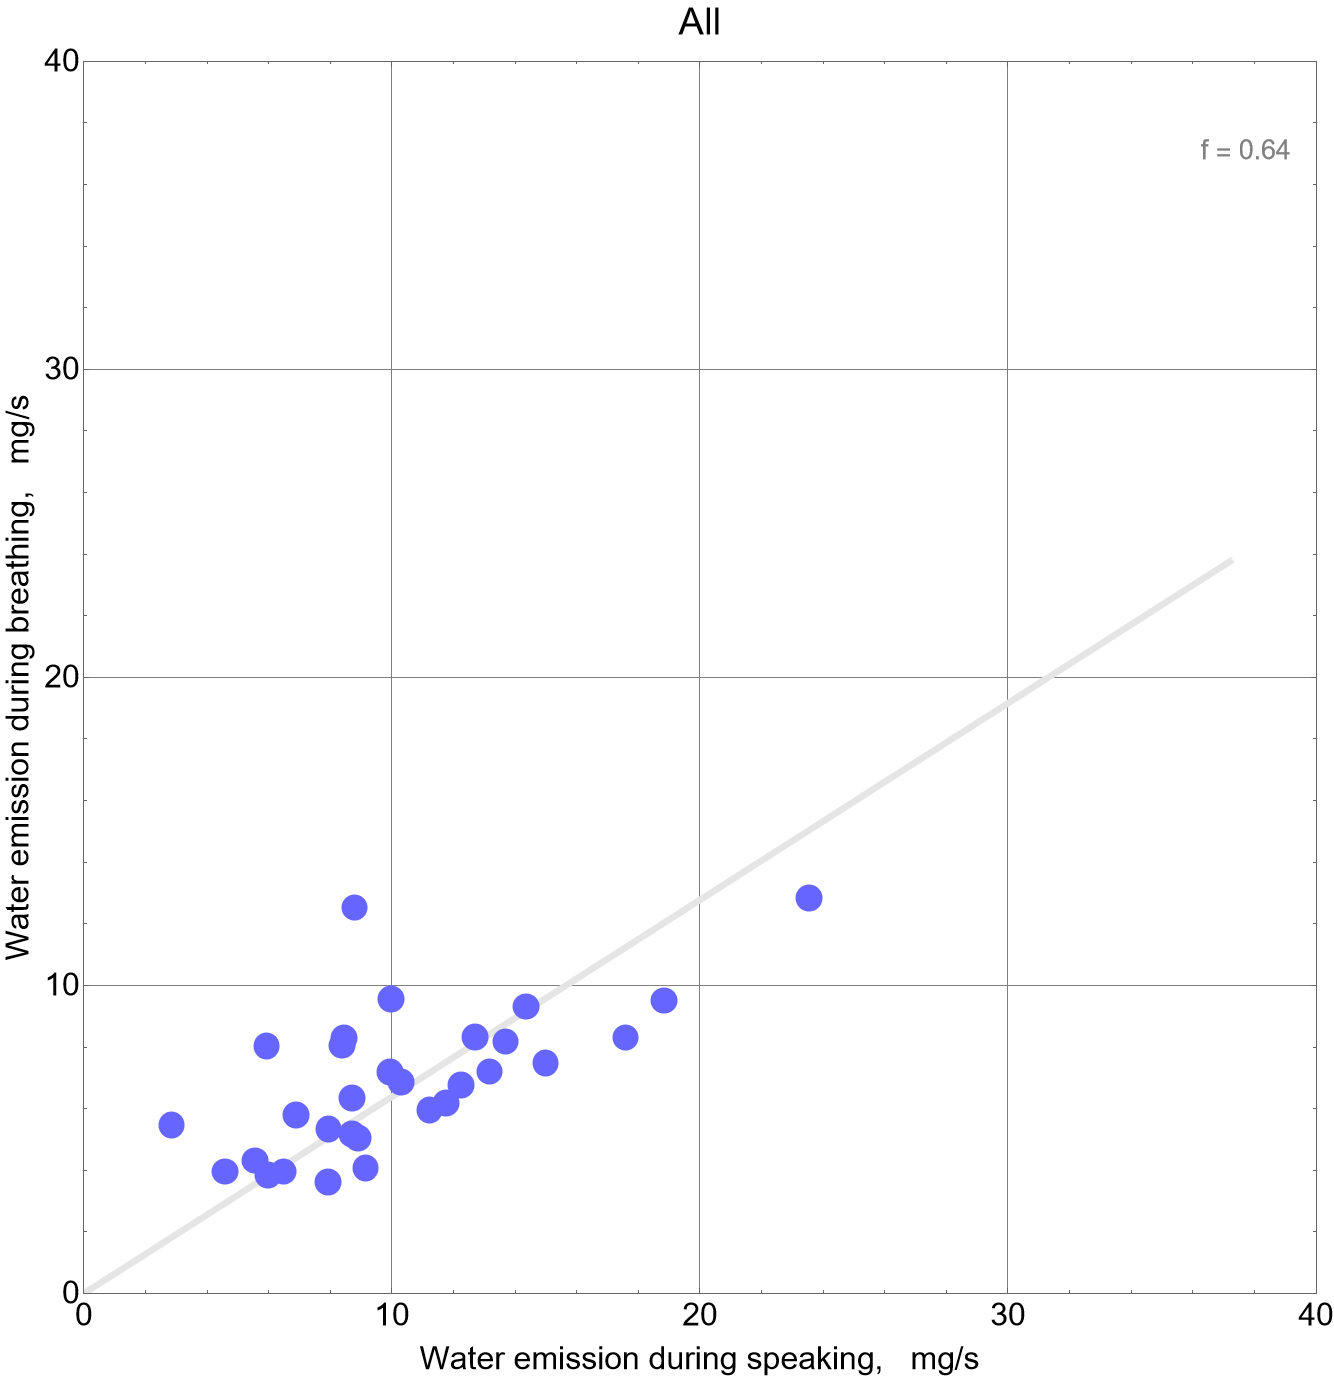 All
40
f = 0.64
30
20
10
0
0 10 20 30 40
Water emission during breathing, mg/s
Water emission during speaking, mg/s